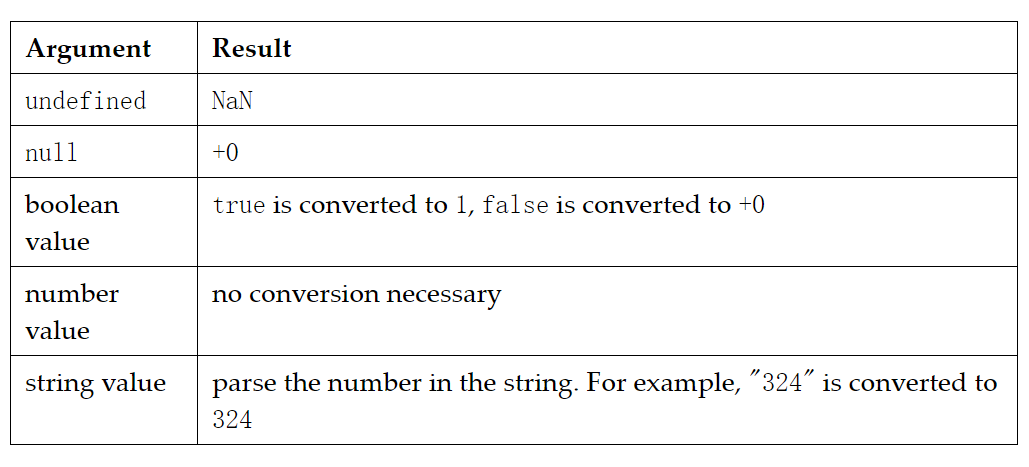 Argument Result
undefined NaN
null +0
boolean value true is converted to 1, false is converted to +0
number value no conversion necessary
string value parse the number in the string. For example, ″324″ is converted to
324